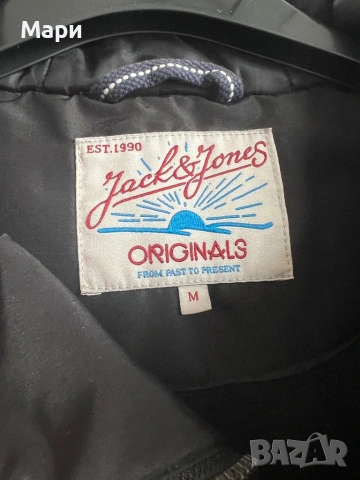 Мари
EST. 1990
Jack & Jones
ORIGINALS
FROM PAST TO PRESENT
M
BAZAR